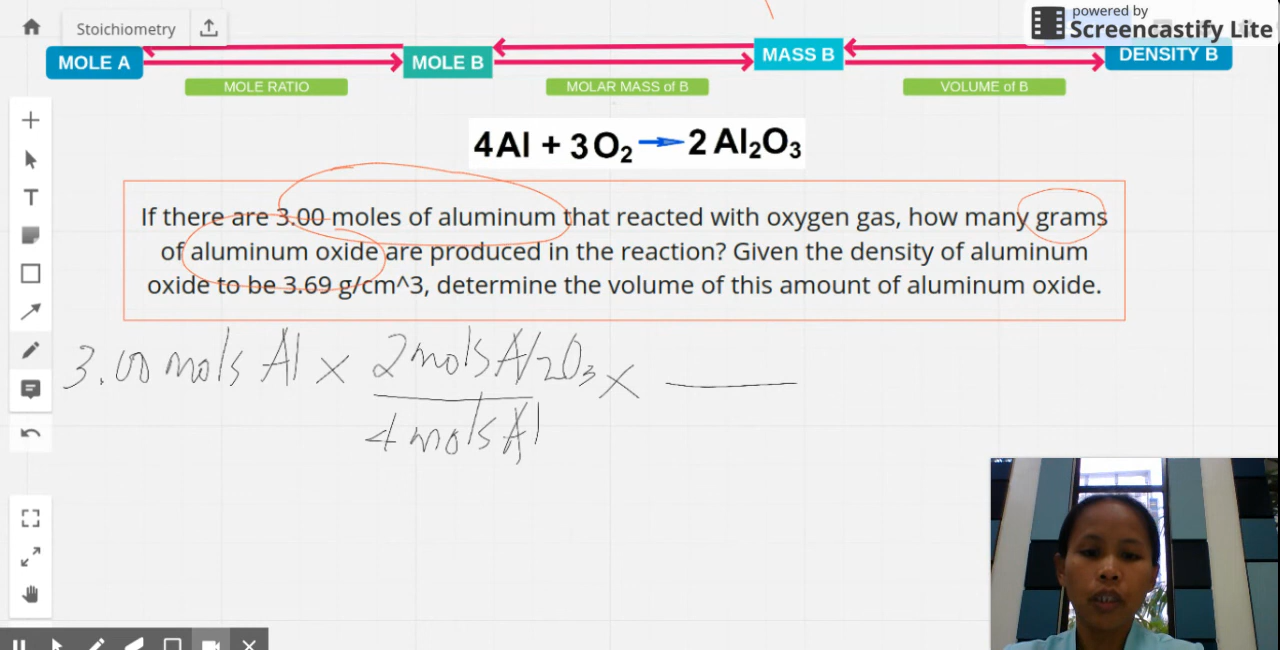 powered by
Screencastify Lite
Stoichiometry
MOLE A
MOLE B
MASS B
DENSITY B
MOLE RATIO
MOLAR MASS of B
VOLUME of B
4Al + 3O₂ → 2Al₂O₃
If there are 3.00 moles of aluminum that reacted with oxygen gas, how many grams
of aluminum oxide are produced in the reaction? Given the density of aluminum
oxide to be 3.69 g/cm^3, determine the volume of this amount of aluminum oxide.
3.00 mols Al × 2 mols Al₂O₃ ×
4 mols Al